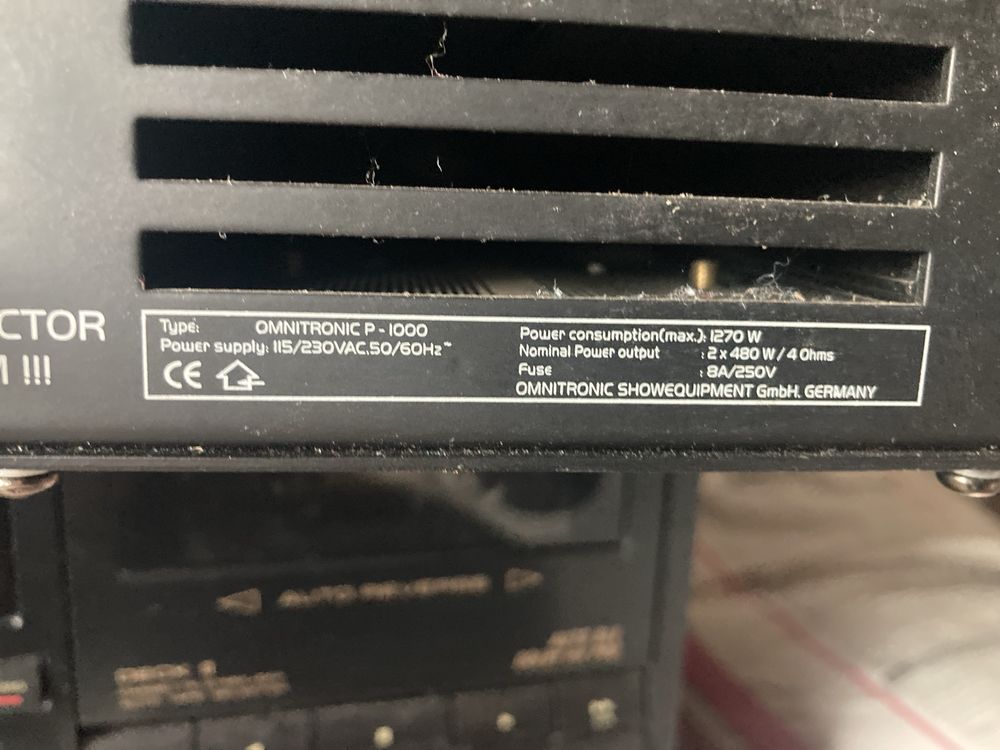 CTOR
!!!
Type: OMNITRONIC P - 1000
Power supply: 115/230VAC.50/60Hz~
CE
Power consumption(max.): 1270 W
Nominal Power output : 2 x 480 W / 4 Ohms
Fuse : 8A/250V
OMNITRONIC SHOWEQUIPMENT GmbH. GERMANY
AUTO REVERSE